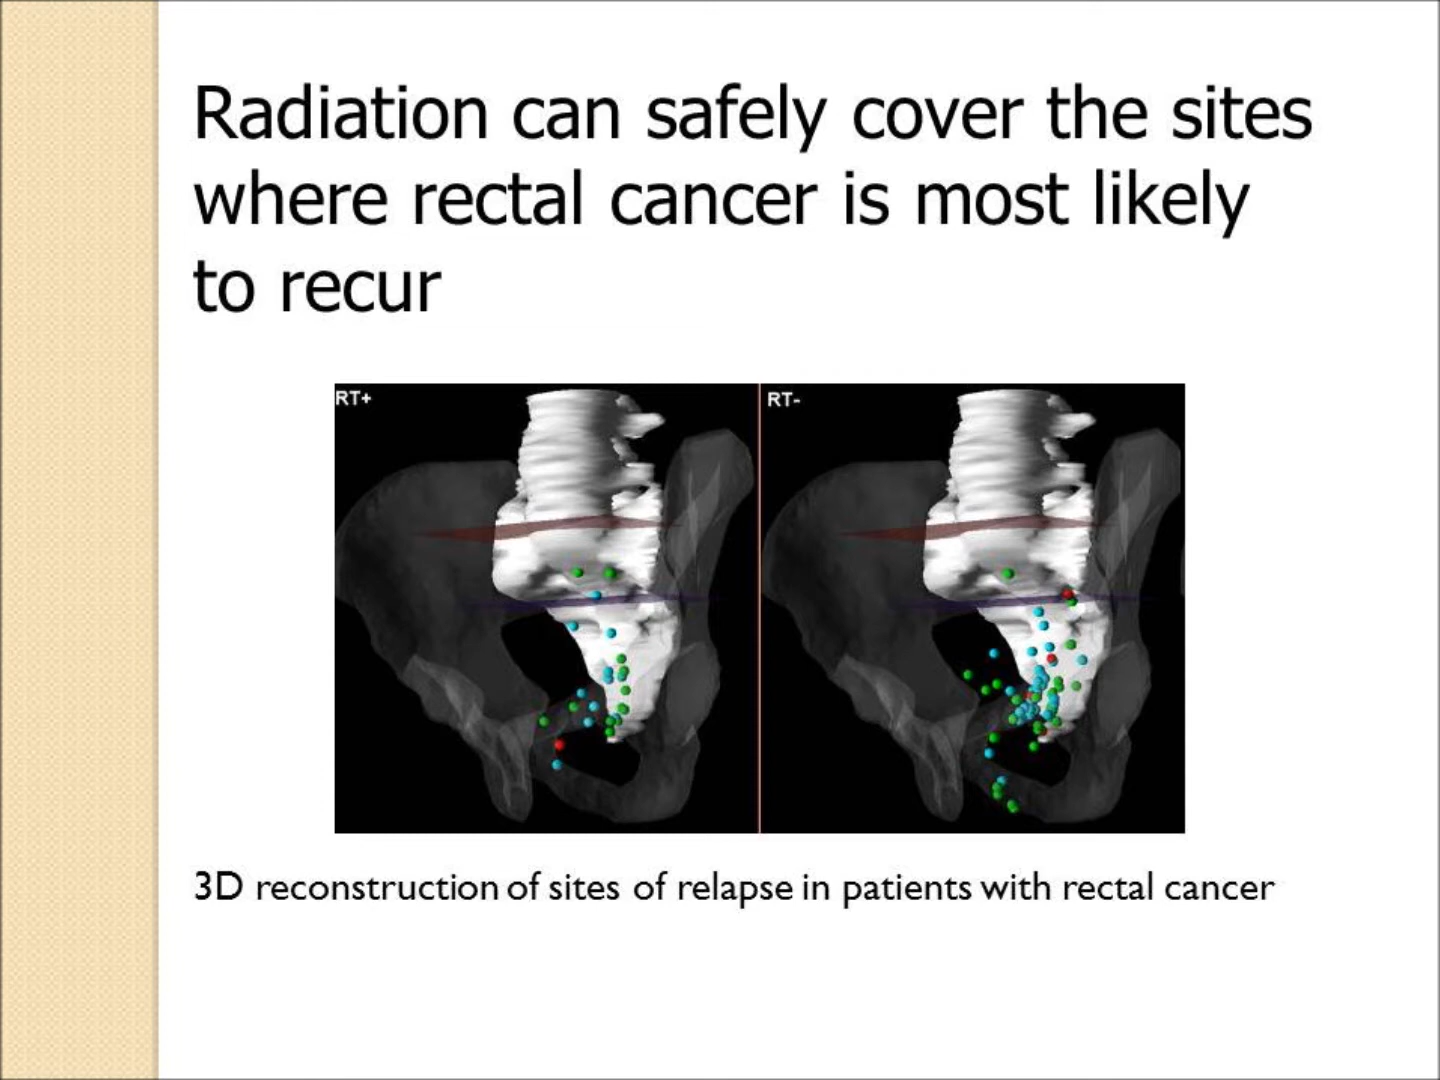 Radiation can safely cover the sites
where rectal cancer is most likely
to recur
RT+
RT-
3D reconstruction of sites of relapse in patients with rectal cancer